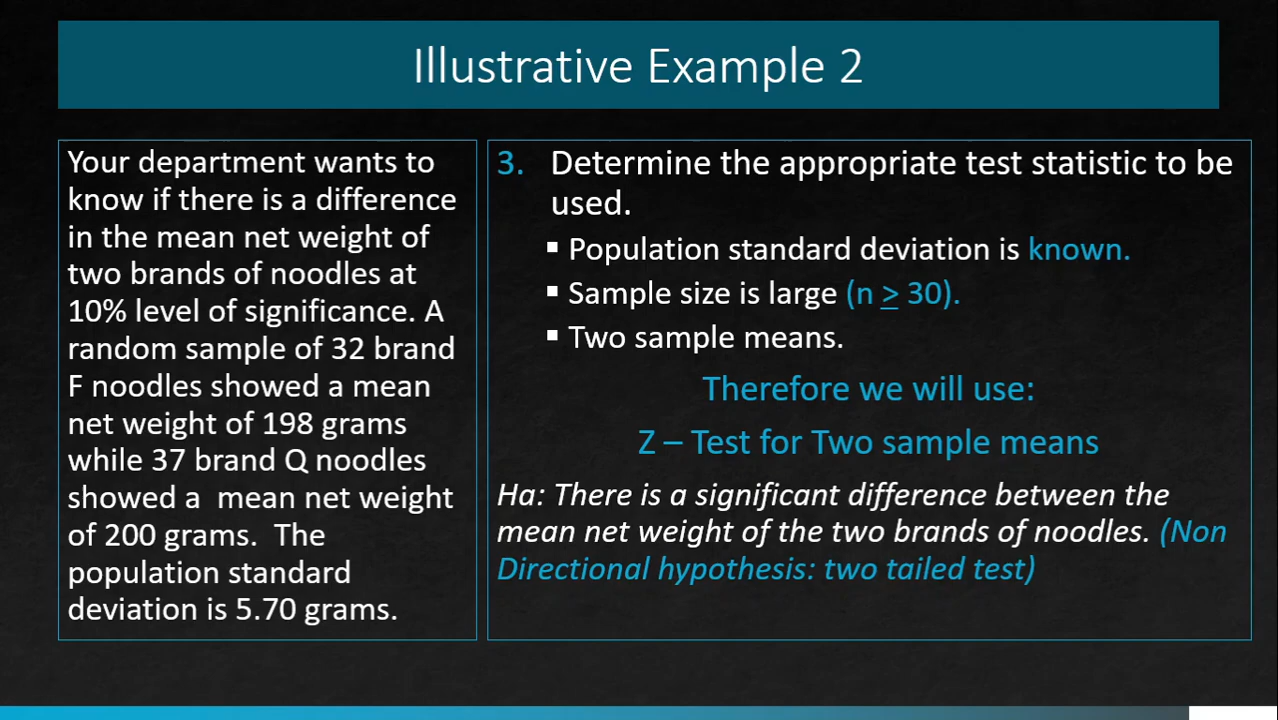 Illustrative Example 2
Your department wants to
know if there is a difference
in the mean net weight of
two brands of noodles at
10% level of significance. A
random sample of 32 brand
F noodles showed a mean
net weight of 198 grams
while 37 brand Q noodles
showed a  mean net weight
of 200 grams.  The
population standard
deviation is 5.70 grams.
3. Determine the appropriate test statistic to be
used.
▪ Population standard deviation is known.
▪ Sample size is large (n > 30).
▪ Two sample means.
Therefore we will use:
Z – Test for Two sample means
Ha: There is a significant difference between the
mean net weight of the two brands of noodles. (Non
Directional hypothesis: two tailed test)